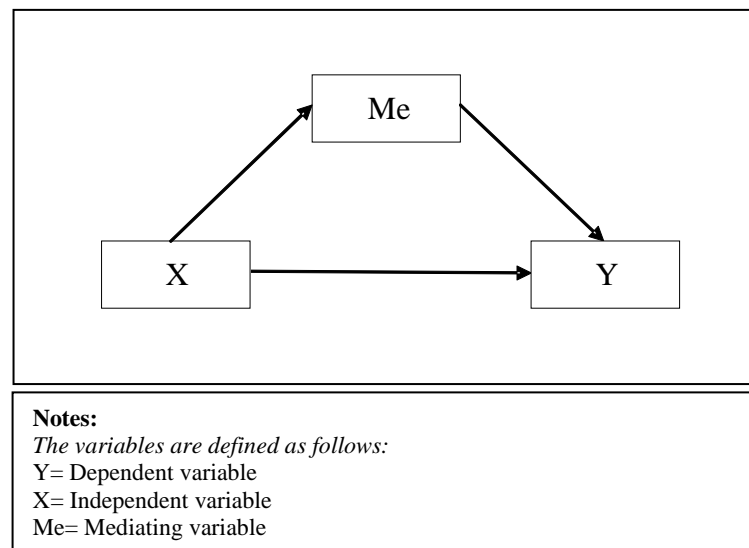 Me
X
Y
Notes:
The variables are defined as follows:
Y= Dependent variable
X= Independent variable
Me= Mediating variable